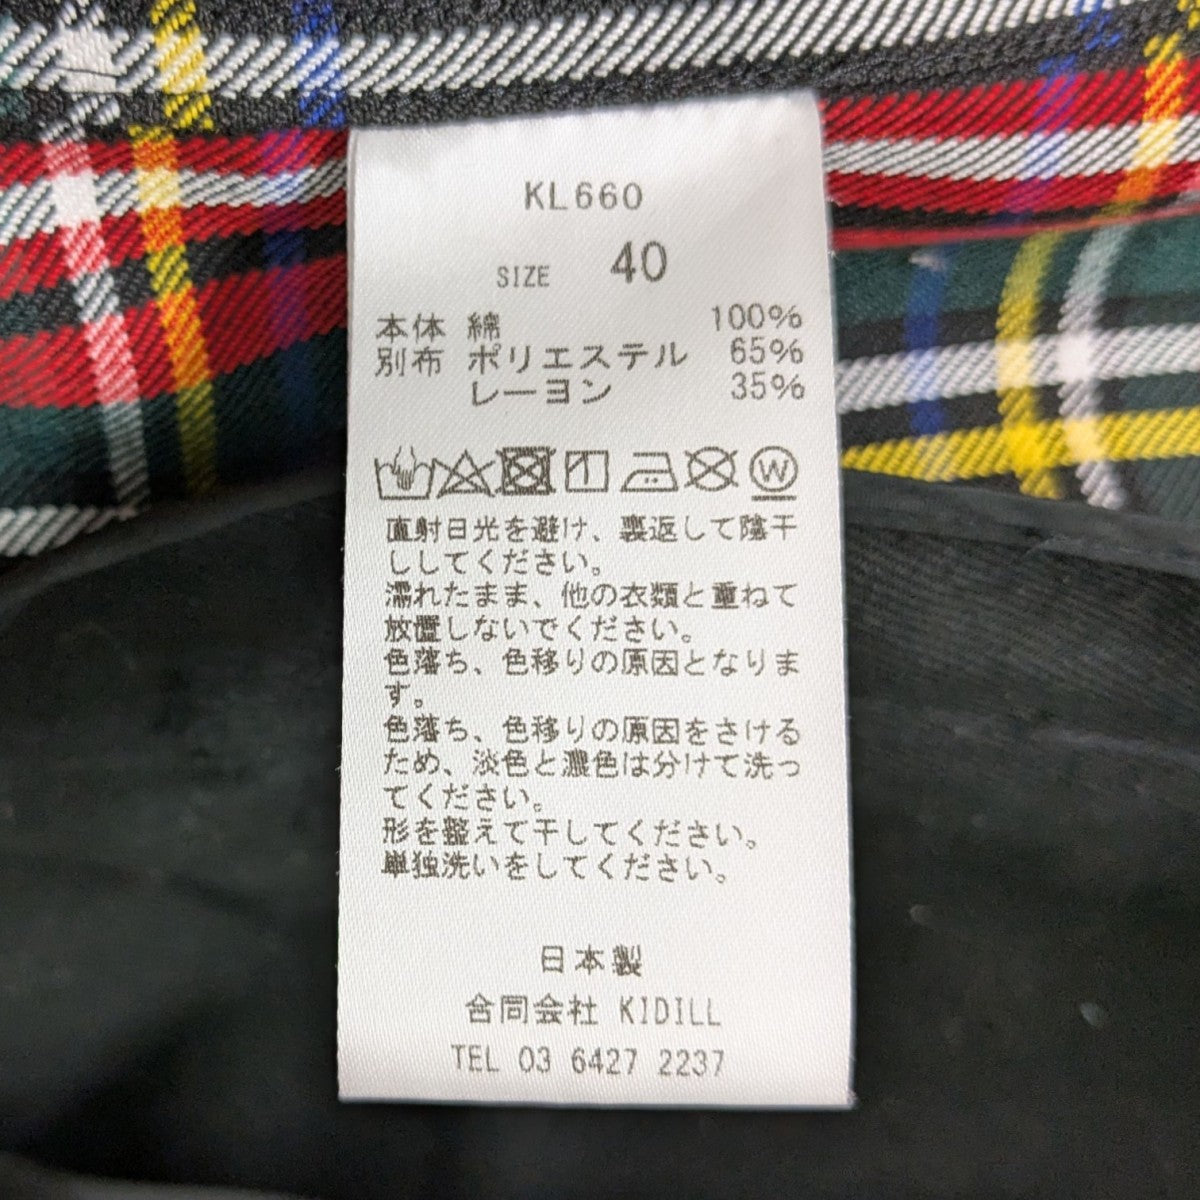 KL660
SIZE 40
本体 綿 100%
別布 ポリエステル 65%
レーヨン 35%
W
直射日光を避け、裏返して陰干
ししてください。
濡れたまま、他の衣類と重ねて
放置しないでください。
色落ち、色移りの原因となりま
す。
色落ち、色移りの原因をさける
ため、淡色と濃色は分けて洗っ
てください。
形を整えて干してください。
単独洗いをしてください。
日本製
合同会社 KIDILL
TEL 03 6427 2237